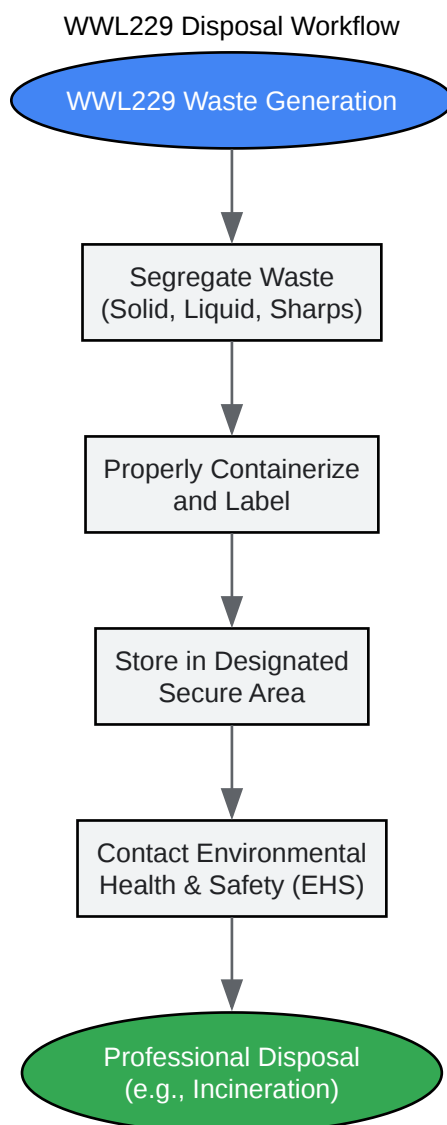 WWL229 Disposal Workflow
WWL229 Waste Generation
Segregate Waste
(Solid, Liquid, Sharps)
Properly Containerize
and Label
Store in Designated
Secure Area
Contact Environmental
Health & Safety (EHS)
Professional Disposal
(e.g., Incineration)